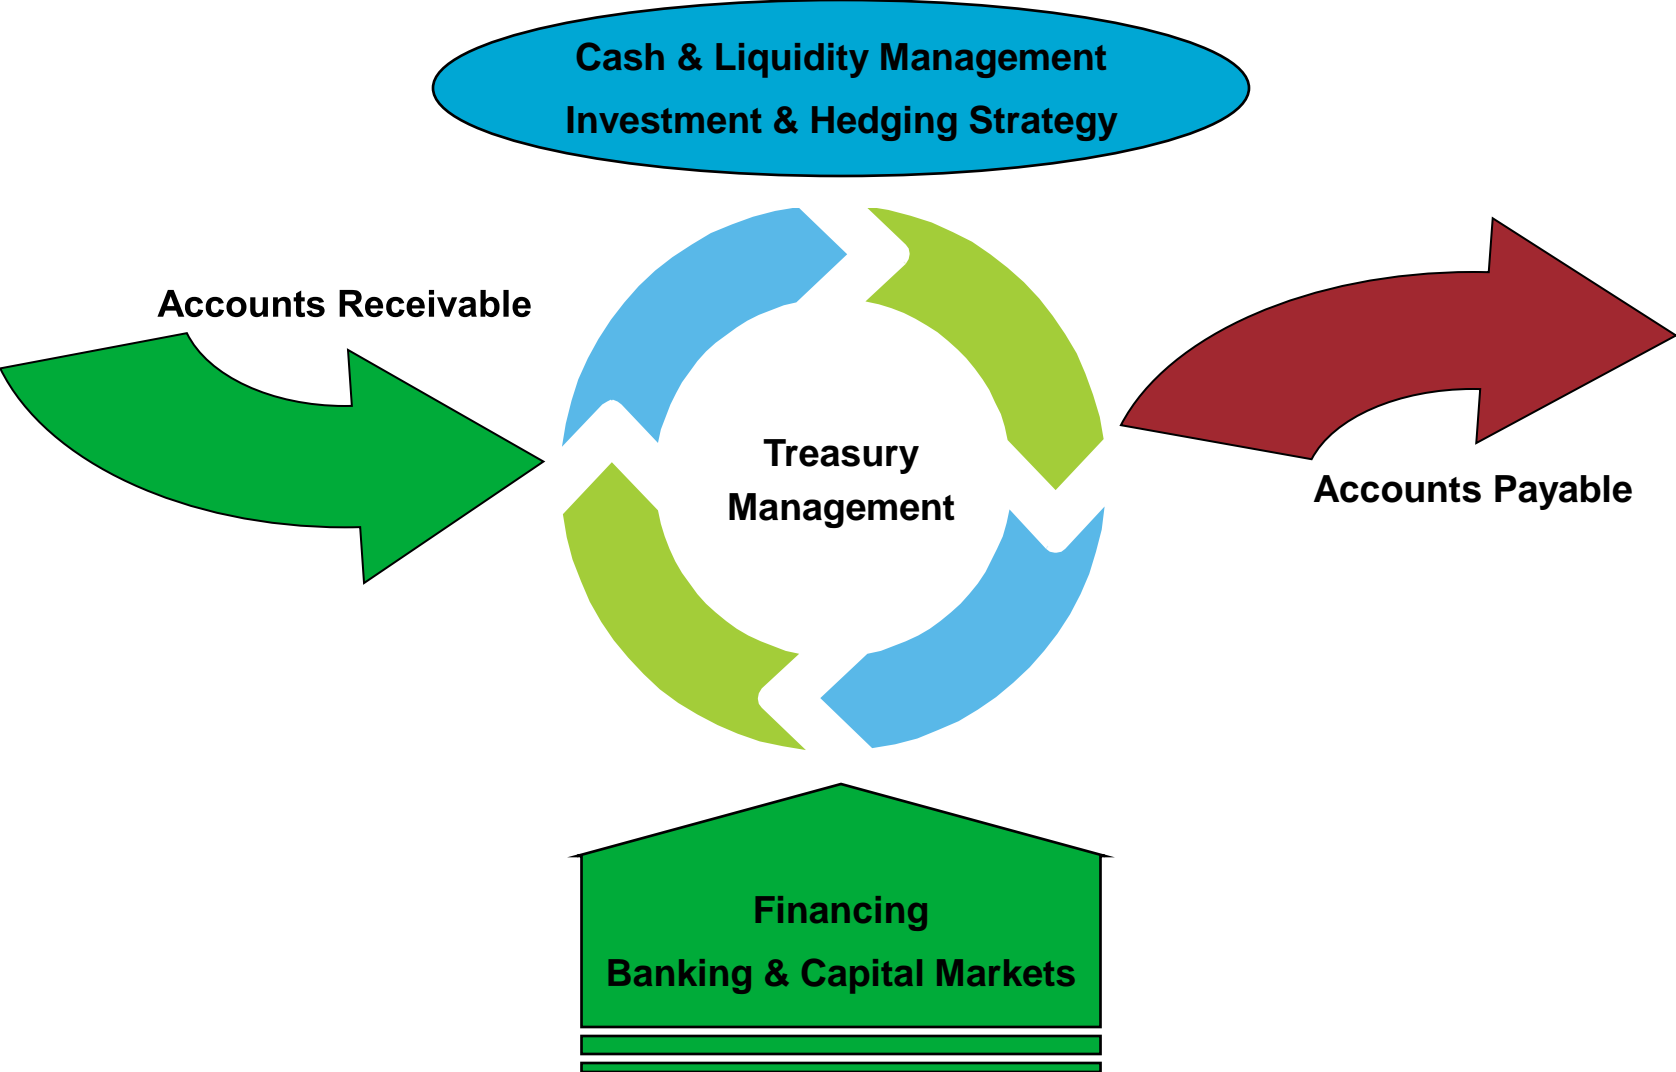 Cash & Liquidity Management
Investment & Hedging Strategy
Accounts Receivable
Treasury
Management
Accounts Payable
Financing
Banking & Capital Markets